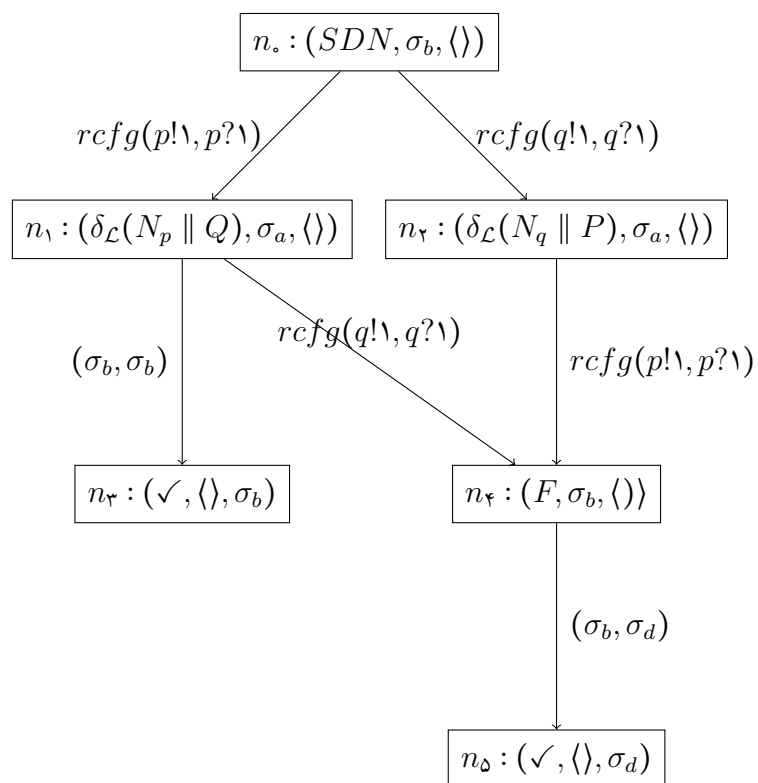 n۰ : (SDN, σ_b, ⟨⟩)
rcfg(p!۱, p?۱)
rcfg(q!۱, q?۱)
n۱ : (δ_ℒ(N_p ∥ Q), σ_a, ⟨⟩)
n۲ : (δ_ℒ(N_q ∥ P), σ_a, ⟨⟩)
rcfg(q!۱, q?۱)
(σ_b, σ_b)
rcfg(p!۱, p?۱)
n۳ : (✓, ⟨⟩, σ_b)
n۴ : (F, σ_b, ⟨)⟩
(σ_b, σ_d)
n۵ : (✓, ⟨⟩, σ_d)